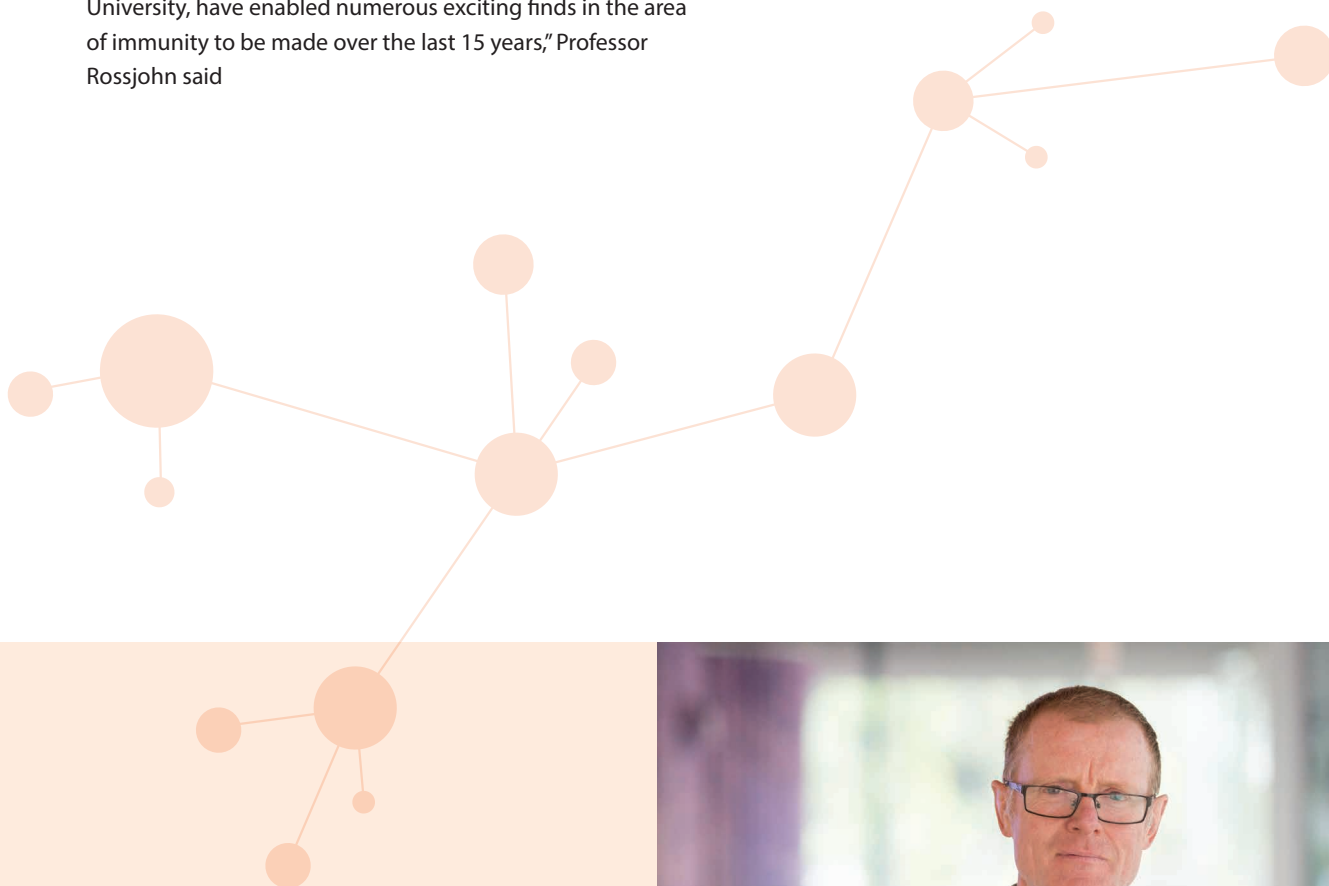 University, have enabled numerous exciting finds in the area
of immunity to be made over the last 15 years,” Professor
Rossjohn said